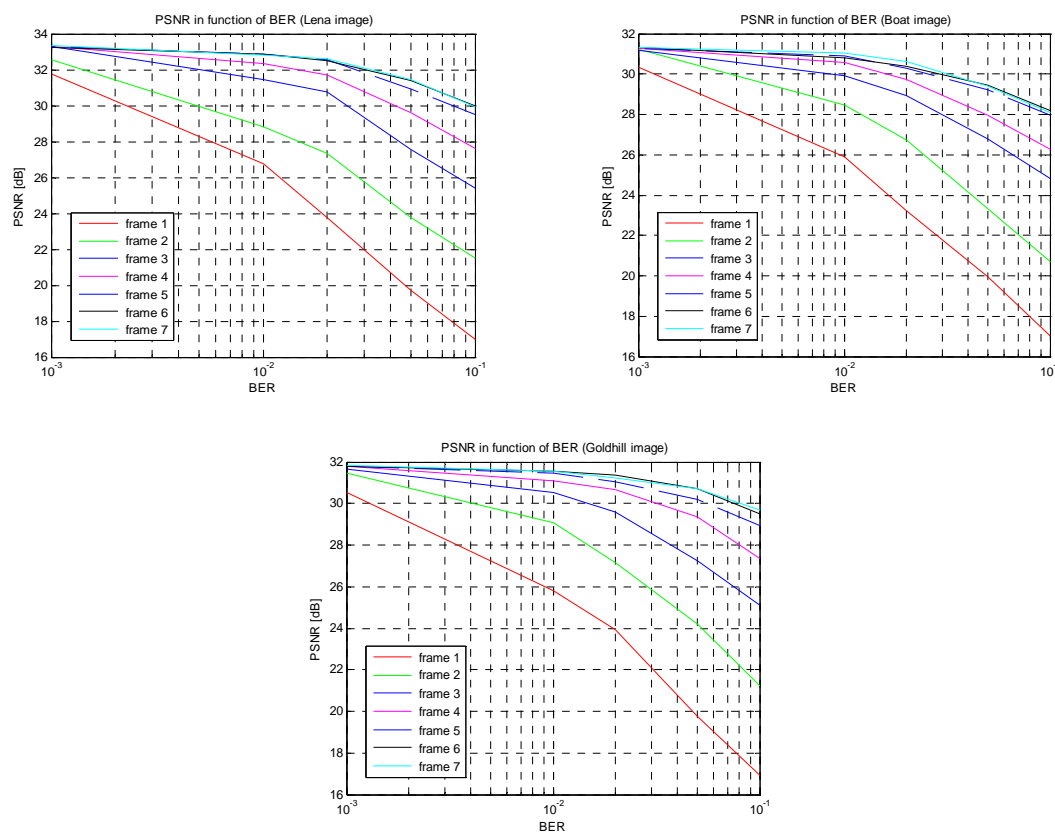 PSNR in function of BER (Lena image)
34
32
30
28
26
24
22
20
18
16
PSNR [dB]
frame 1
frame 2
frame 3
frame 4
frame 5
frame 6
frame 7
10-3
10-2
10-1
BER
PSNR in function of BER (Boat image)
32
30
28
26
24
22
20
18
16
PSNR [dB]
frame 1
frame 2
frame 3
frame 4
frame 5
frame 6
frame 7
10-3
10-2
10-1
BER
PSNR in function of BER (Goldhill image)
32
30
28
26
24
22
20
18
16
PSNR [dB]
frame 1
frame 2
frame 3
frame 4
frame 5
frame 6
frame 7
10-3
10-2
10-1
BER